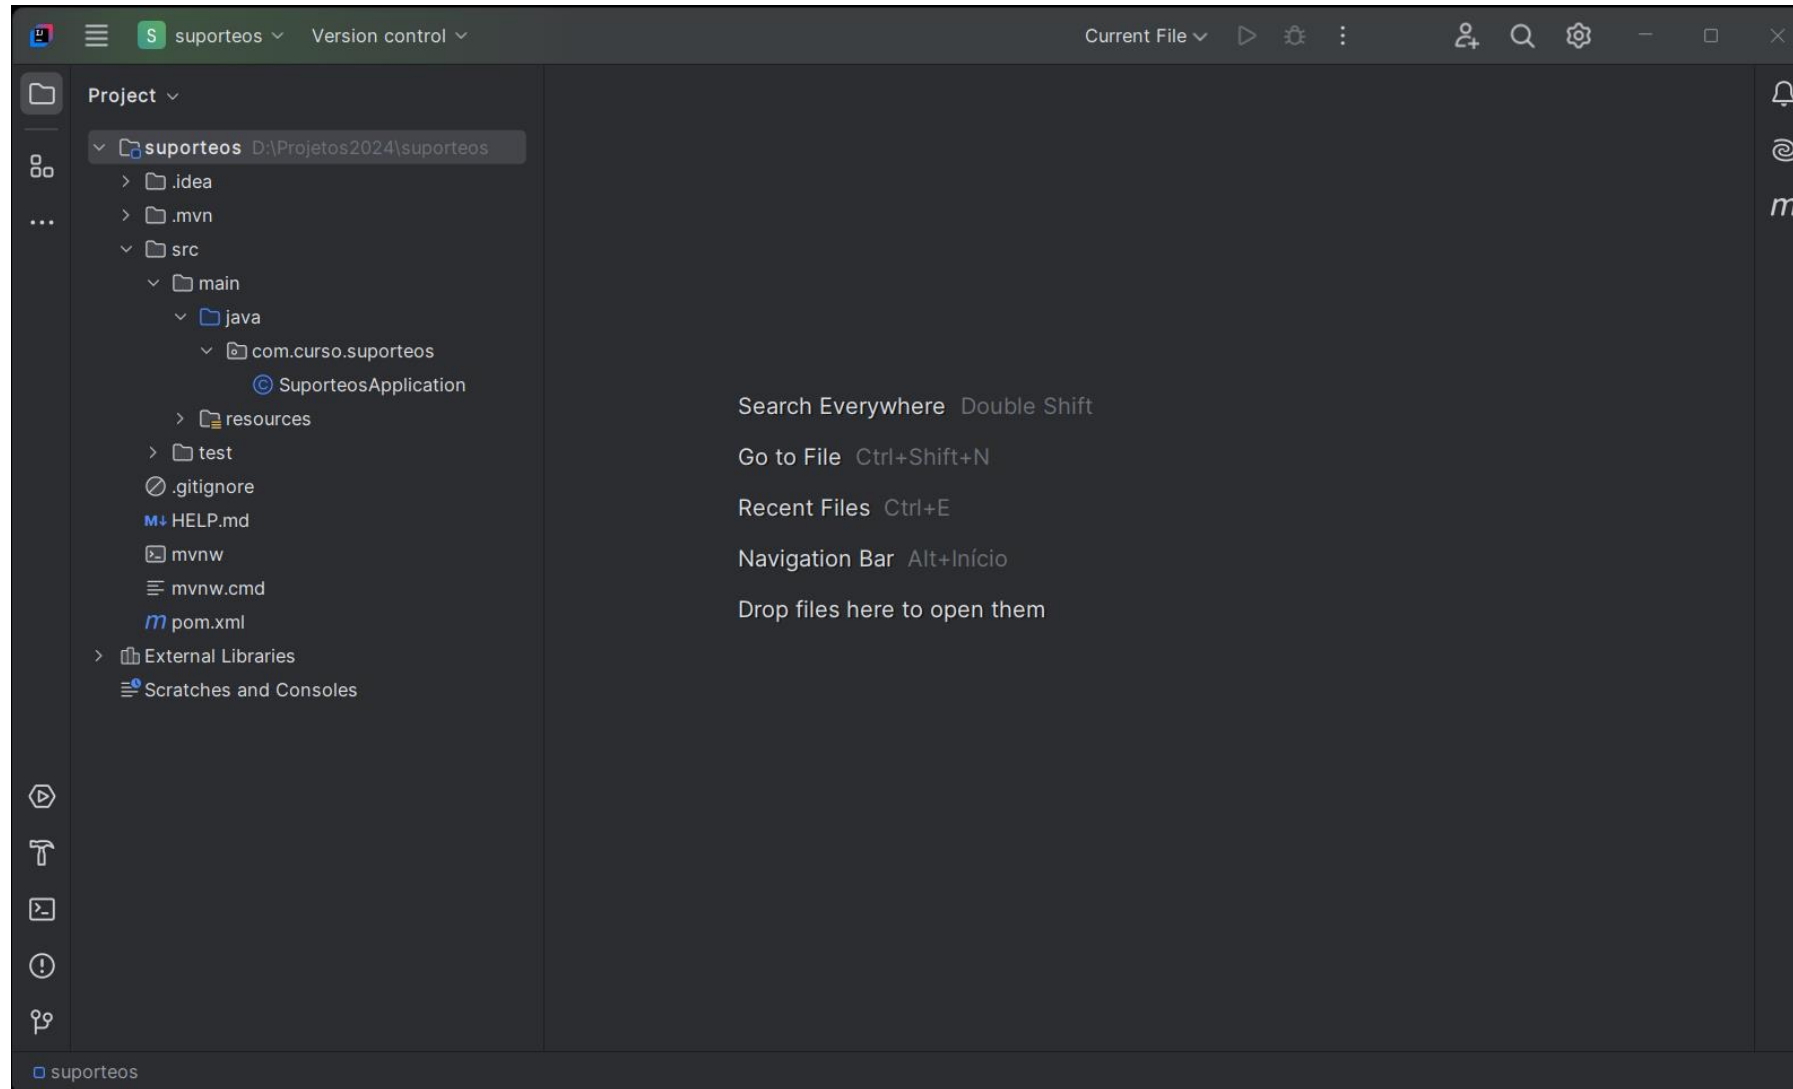 S suporteos Version control Current File
Project
suporteos D:\Projetos2024\suporteos
.idea
.mvn
src
main
java
com.curso.suporteos
SuporteosApplication
resources
test
.gitignore
HELP.md
mvnw
mvnw.cmd
pom.xml
External Libraries
Scratches and Consoles
Search Everywhere Double Shift
Go to File Ctrl+Shift+N
Recent Files Ctrl+E
Navigation Bar Alt+Início
Drop files here to open them
suporteos